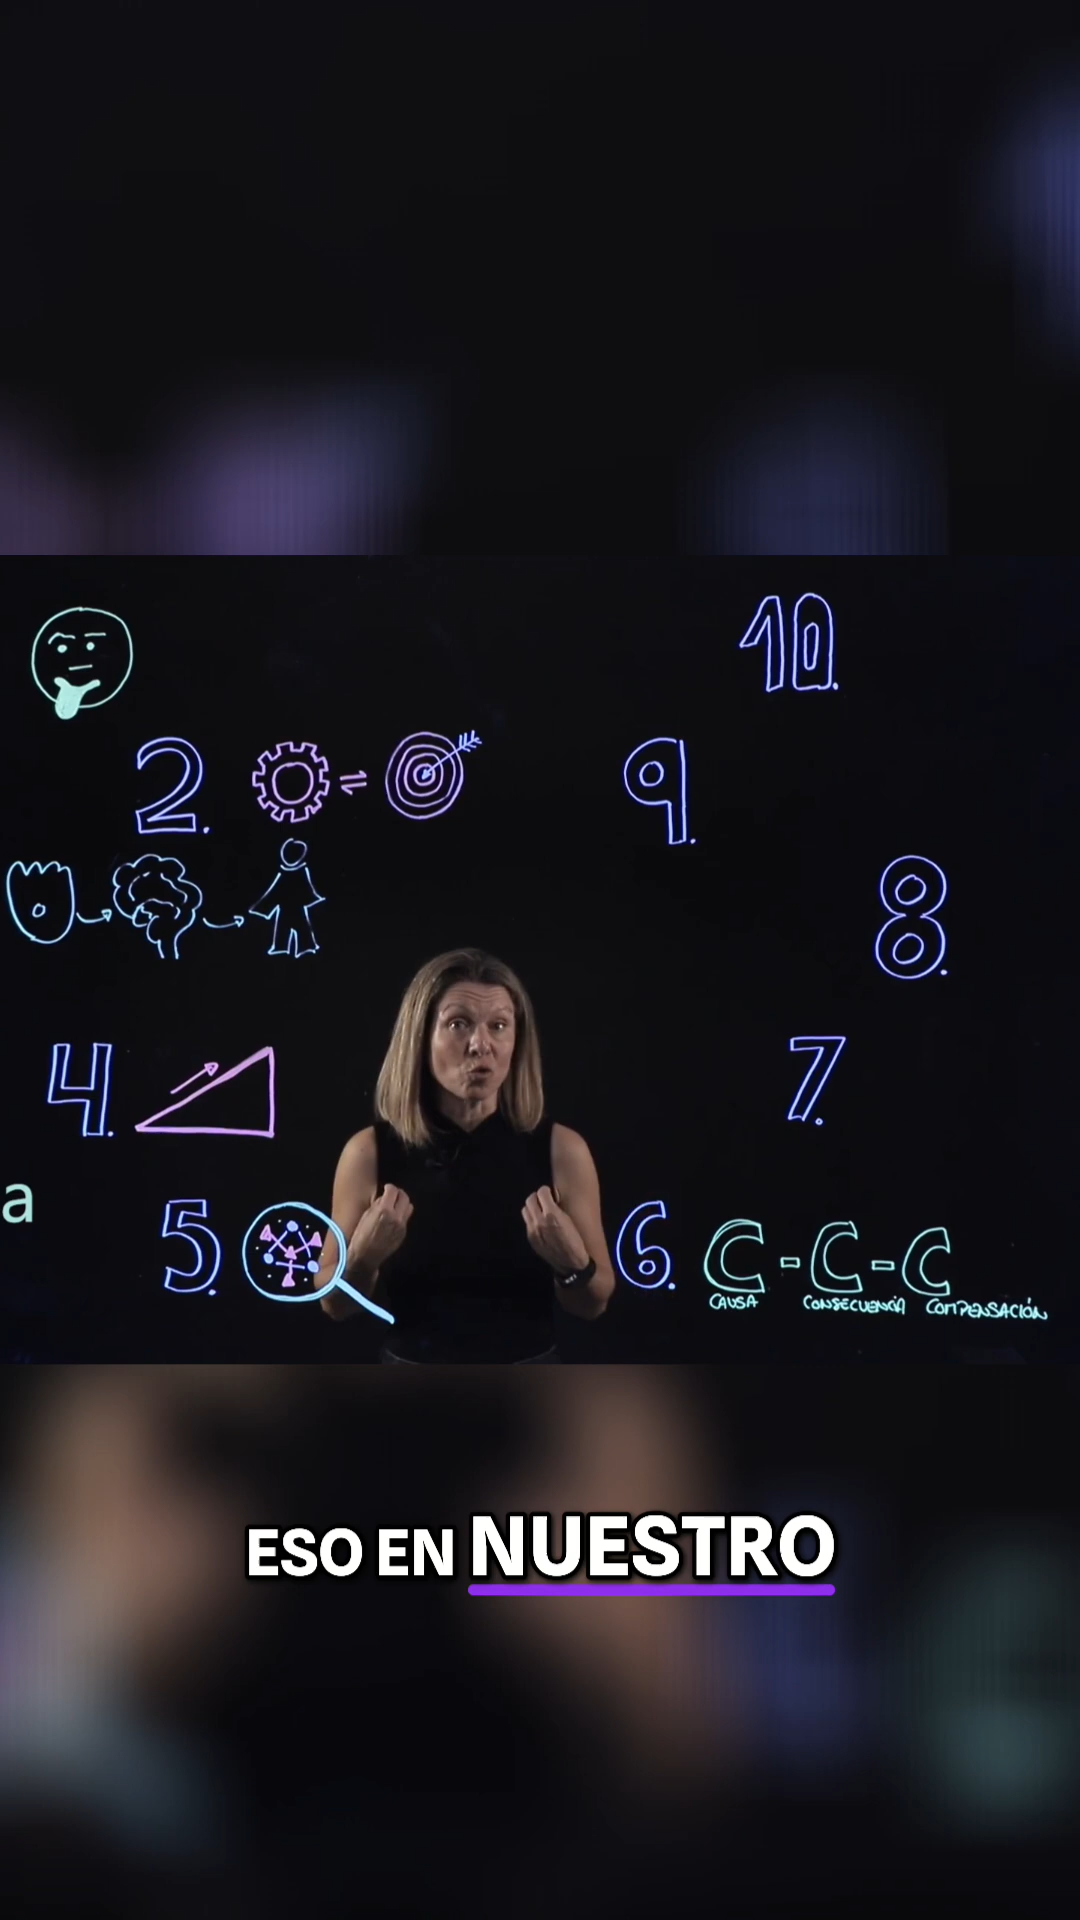 10.
2.
9.
8.
4.
7.
a
5.
6. C - C - C
CAUSA CONSECUENCIA COMPENSACIÓN
ESO EN NUESTRO